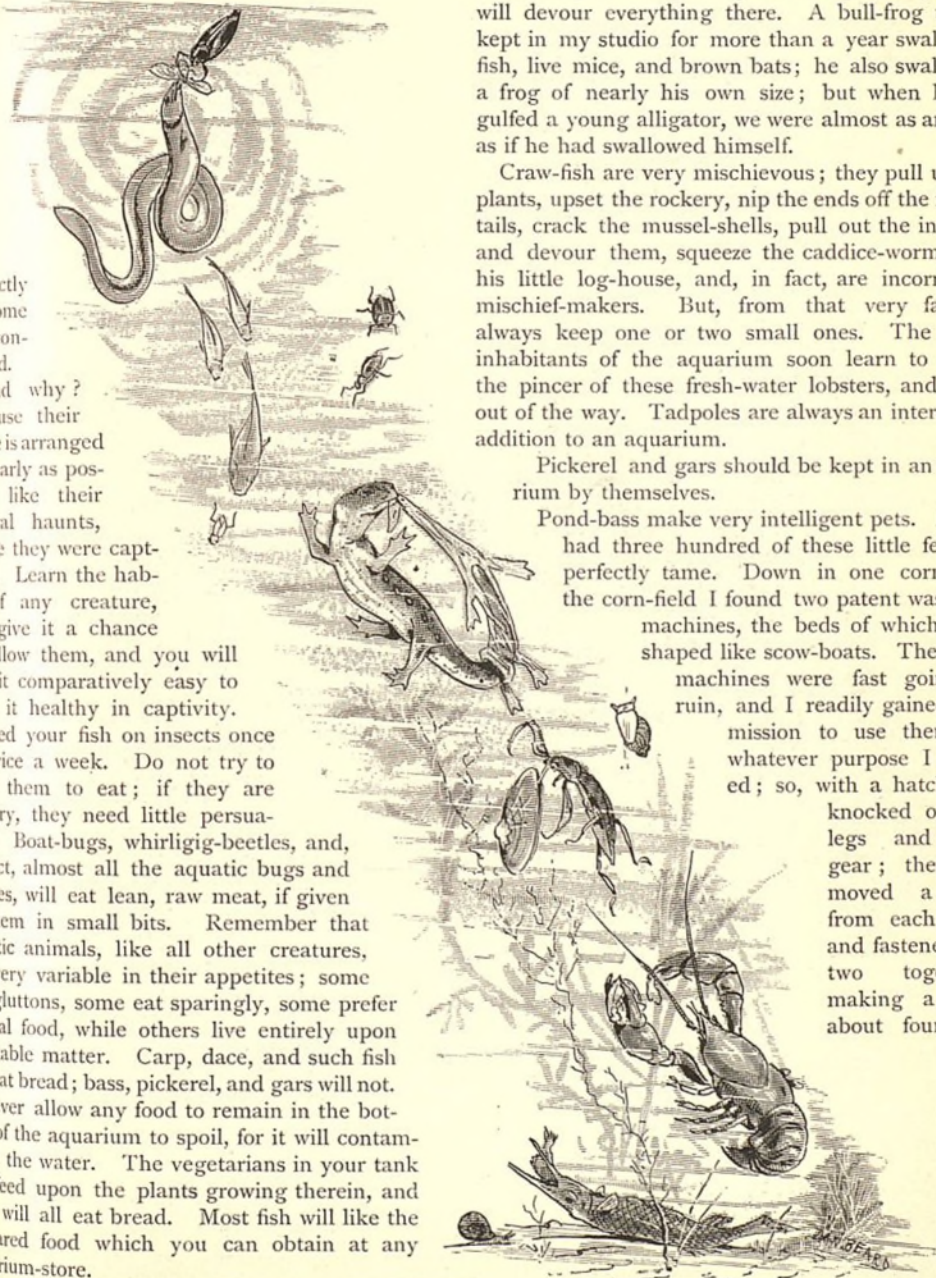 ctly
ome
on-
d.
d why ?
use their
e is arranged
early as pos-
like their
al haunts,
e they were capt-
Learn the hab-
f any creature,
give it a chance
llow them, and you will
it comparatively easy to
it healthy in captivity.
ed your fish on insects once
vice a week. Do not try to
them to eat ; if they are
ry, they need little persua-
Boat-bugs, whirligig-beetles, and,
ct, almost all the aquatic bugs and
es, will eat lean, raw meat, if given
em in small bits. Remember that
tic animals, like all other creatures,
ery variable in their appetites ; some
gluttons, some eat sparingly, some prefer
al food, while others live entirely upon
able matter. Carp, dace, and such fish
at bread ; bass, pickerel, and gars will not.
ver allow any food to remain in the bot-
of the aquarium to spoil, for it will contam-
the water. The vegetarians in your tank
eed upon the plants growing therein, and
will all eat bread. Most fish will like the
ared food which you can obtain at any
rium-store.
will devour everything there. A bull-frog
kept in my studio for more than a year swal
fish, live mice, and brown bats ; he also swal
a frog of nearly his own size ; but when
gulfed a young alligator, we were almost as a
as if he had swallowed himself.
Craw-fish are very mischievous ; they pull u
plants, upset the rockery, nip the ends off the
tails, crack the mussel-shells, pull out the in
and devour them, squeeze the caddice-worm
his little log-house, and, in fact, are incorr
mischief-makers. But, from that very fa
always keep one or two small ones. The
inhabitants of the aquarium soon learn to
the pincer of these fresh-water lobsters, and
out of the way. Tadpoles are always an inter
addition to an aquarium.
Pickerel and gars should be kept in an
rium by themselves.
Pond-bass make very intelligent pets.
had three hundred of these little fe
perfectly tame. Down in one corn
the corn-field I found two patent was
machines, the beds of which
shaped like scow-boats. The
machines were fast goi
ruin, and I readily gaine
mission to use the
whatever purpose I
ed ; so, with a hatc
knocked o
legs and
gear ; the
moved a
from each
and fastene
two toge
making a
about four
BEARD